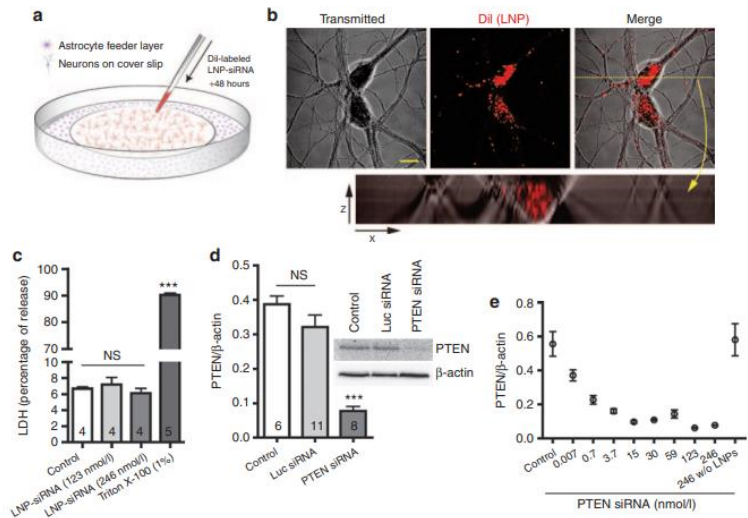 a
Astrocyte feeder layer
Neurons on cover slip
DiI-labeled
LNP-siRNA
+48 hours
b
Transmitted
DiI (LNP)
Merge
z
x
c
LDH (percentage of release)
100
90
80
70
8
6
4
2
0
NS
***
4
4
4
5
Control
LNP-siRNA (123 nmol/l)
LNP-siRNA (246 nmol/l)
Triton X-100 (1%)
d
PTEN/β-actin
0.5
0.4
0.3
0.2
0.1
0.0
NS
***
6
11
8
Control
Luc siRNA
PTEN siRNA
Control
Luc siRNA
PTEN siRNA
PTEN
β-actin
e
PTEN/β-actin
0.8
0.6
0.4
0.2
0.0
Control
0.007
0.7
3.7
15
30
59
123
246
246 w/o LNPs
PTEN siRNA (nmol/l)